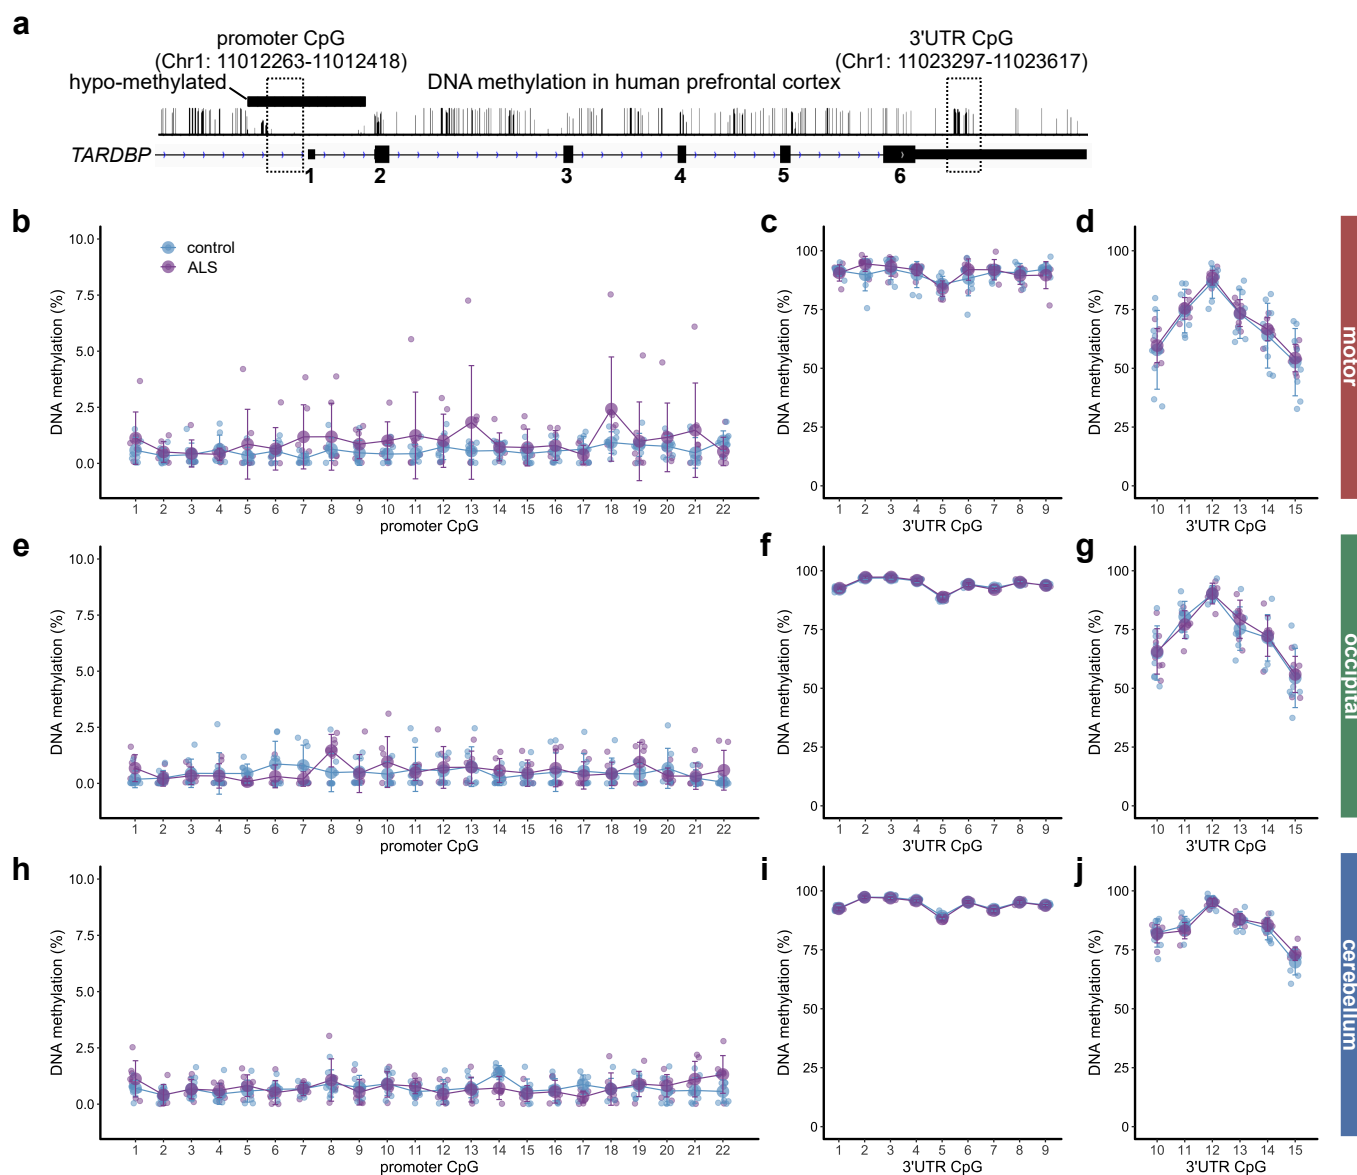 a
promoter CpG
(Chr1: 11012263-11012418)
3'UTR CpG
(Chr1: 11023297-11023617)
hypo-methylated
DNA methylation in human prefrontal cortex
TARDBP
1 2 3 4 5 6
b
control
ALS
DNA methylation (%)
10.0
7.5
5.0
2.5
0.0
1 2 3 4 5 6 7 8 9 10 11 12 13 14 15 16 17 18 19 20 21 22
promoter CpG
c
DNA methylation (%)
100
75
50
25
0
1 2 3 4 5 6 7 8 9
3'UTR CpG
d
DNA methylation (%)
100
75
50
25
0
10 11 12 13 14 15
3'UTR CpG
motor
e
DNA methylation (%)
10.0
7.5
5.0
2.5
0.0
1 2 3 4 5 6 7 8 9 10 11 12 13 14 15 16 17 18 19 20 21 22
promoter CpG
f
DNA methylation (%)
100
75
50
25
0
1 2 3 4 5 6 7 8 9
3'UTR CpG
g
DNA methylation (%)
100
75
50
25
0
10 11 12 13 14 15
3'UTR CpG
occipital
h
DNA methylation (%)
10.0
7.5
5.0
2.5
0.0
1 2 3 4 5 6 7 8 9 10 11 12 13 14 15 16 17 18 19 20 21 22
promoter CpG
i
DNA methylation (%)
100
75
50
25
0
1 2 3 4 5 6 7 8 9
3'UTR CpG
j
DNA methylation (%)
100
75
50
25
0
10 11 12 13 14 15
3'UTR CpG
cerebellum